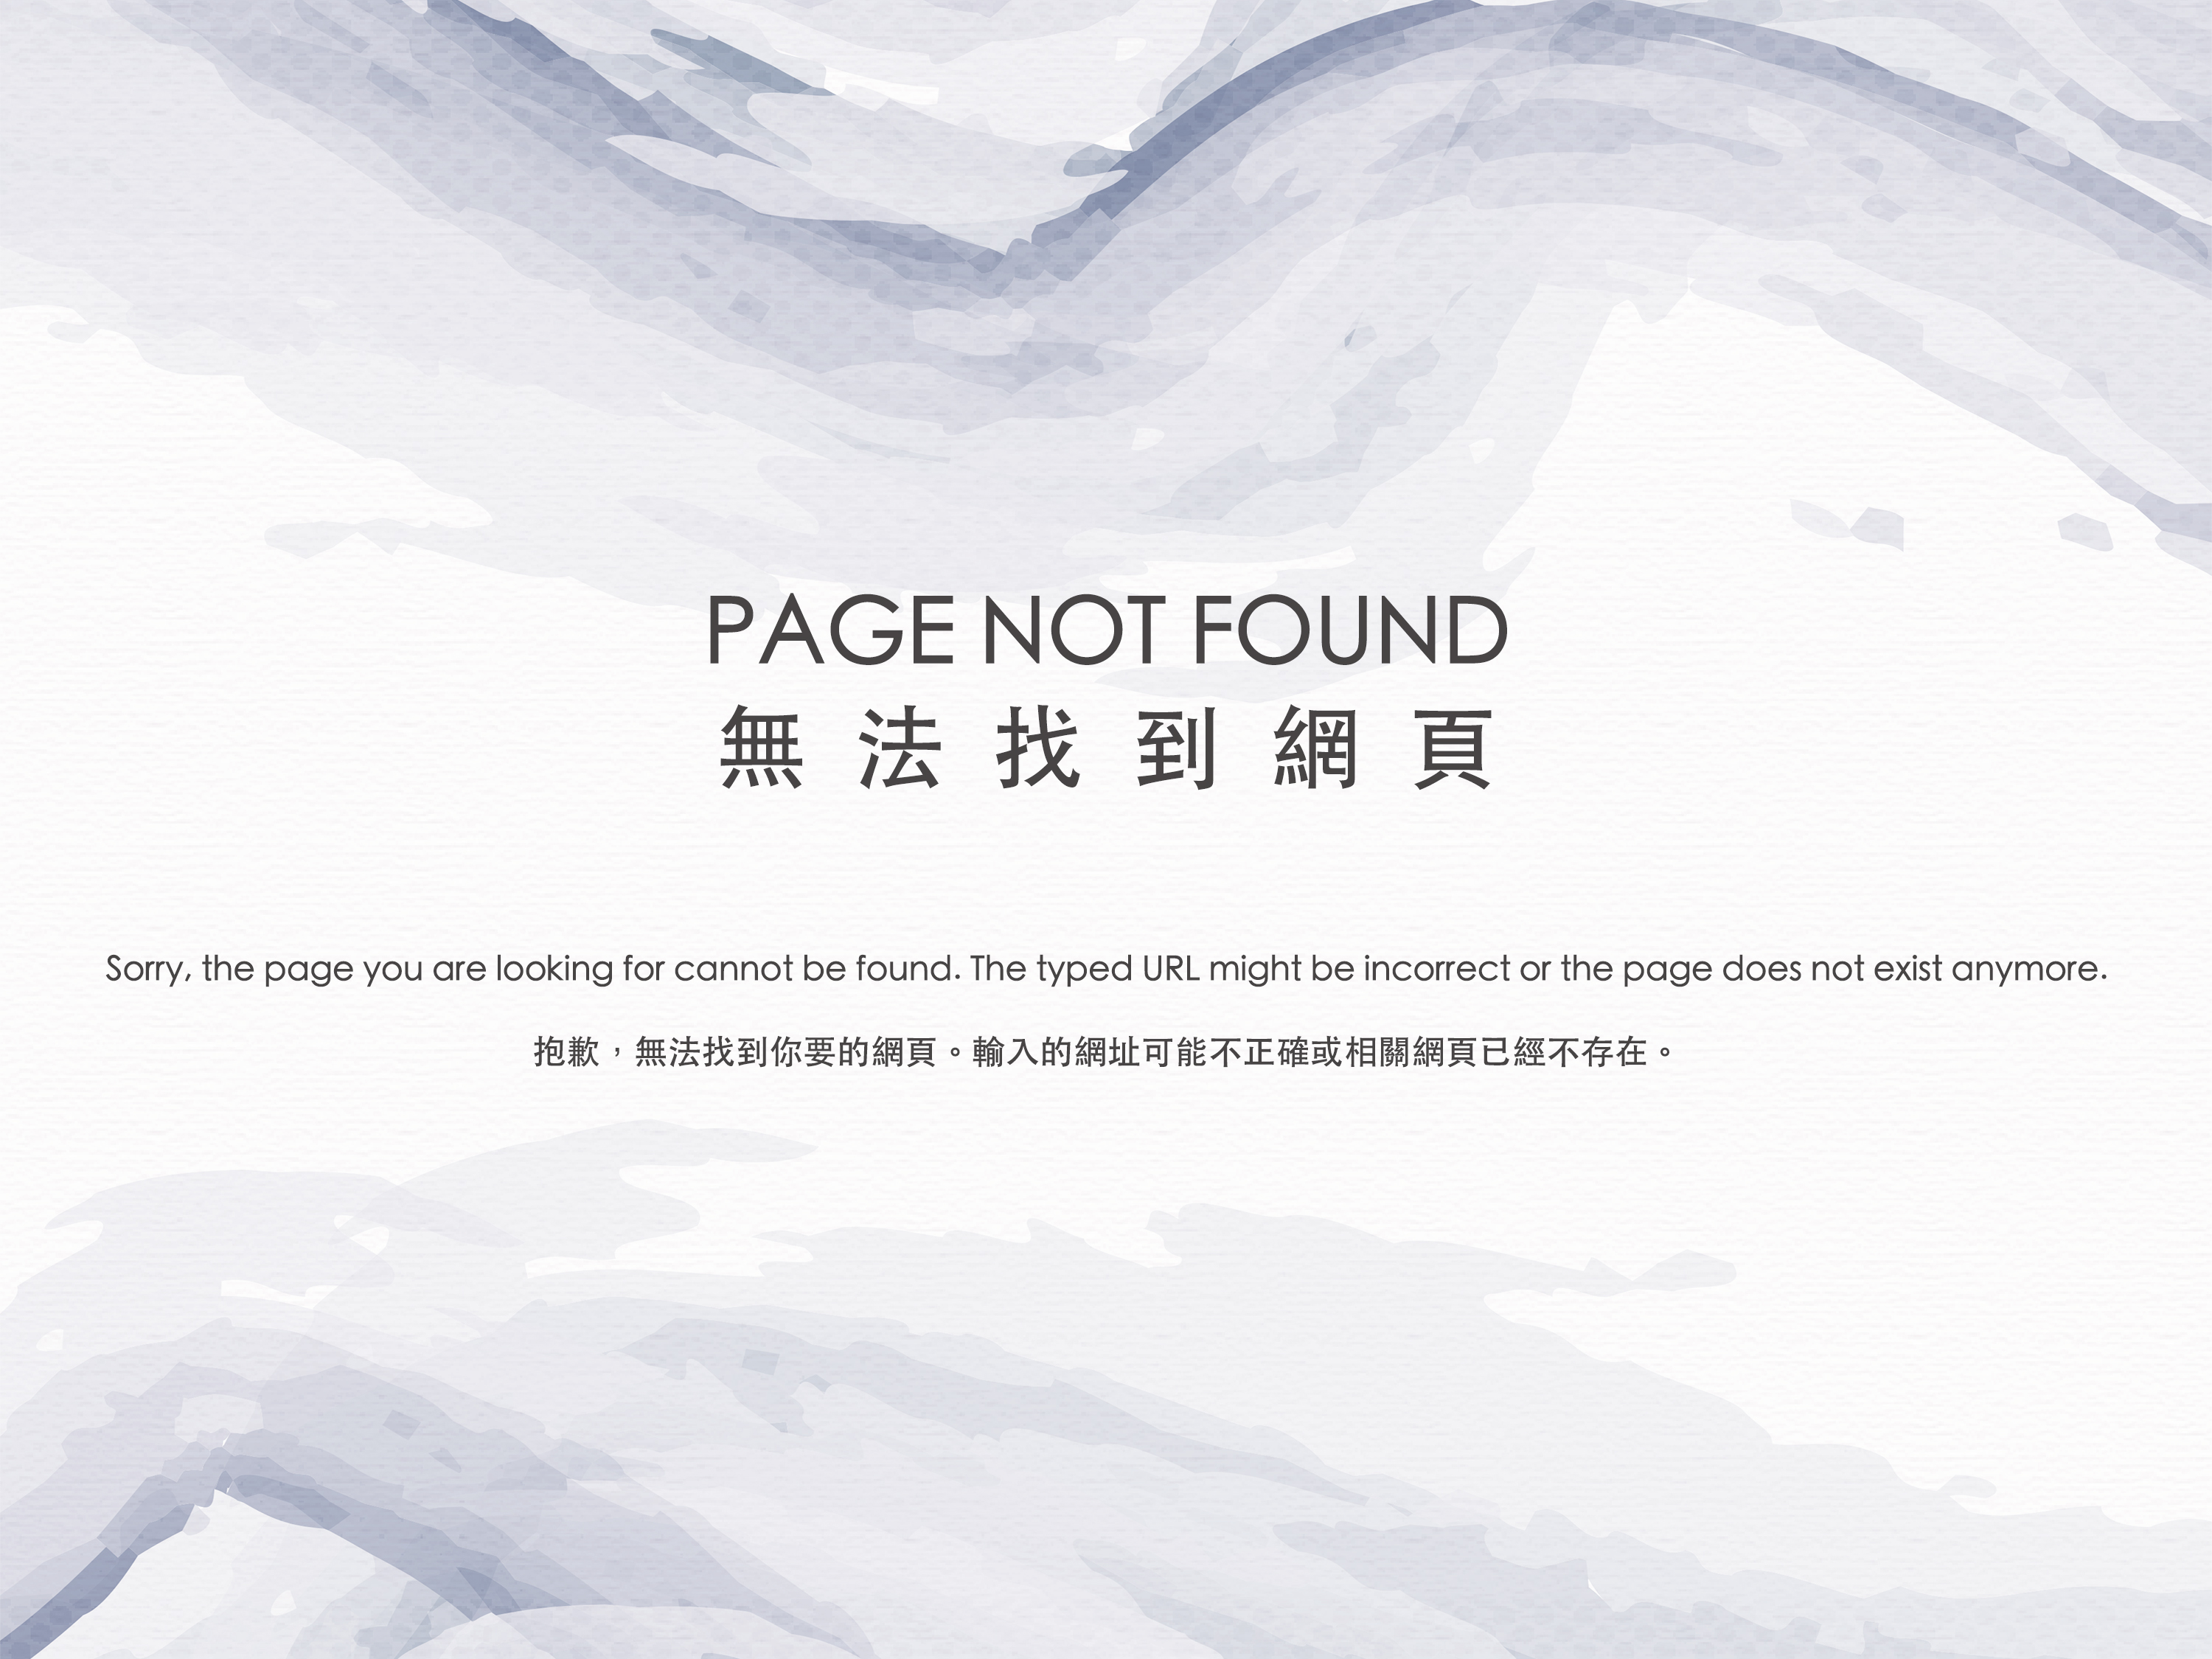 PAGE NOT FOUND
無法找到網頁
Sorry, the page you are looking for cannot be found. The typed URL might be incorrect or the page does not exist anymore.
抱歉，無法找到你要的網頁。輸入的網址可能不正確或相關網頁已經不存在。